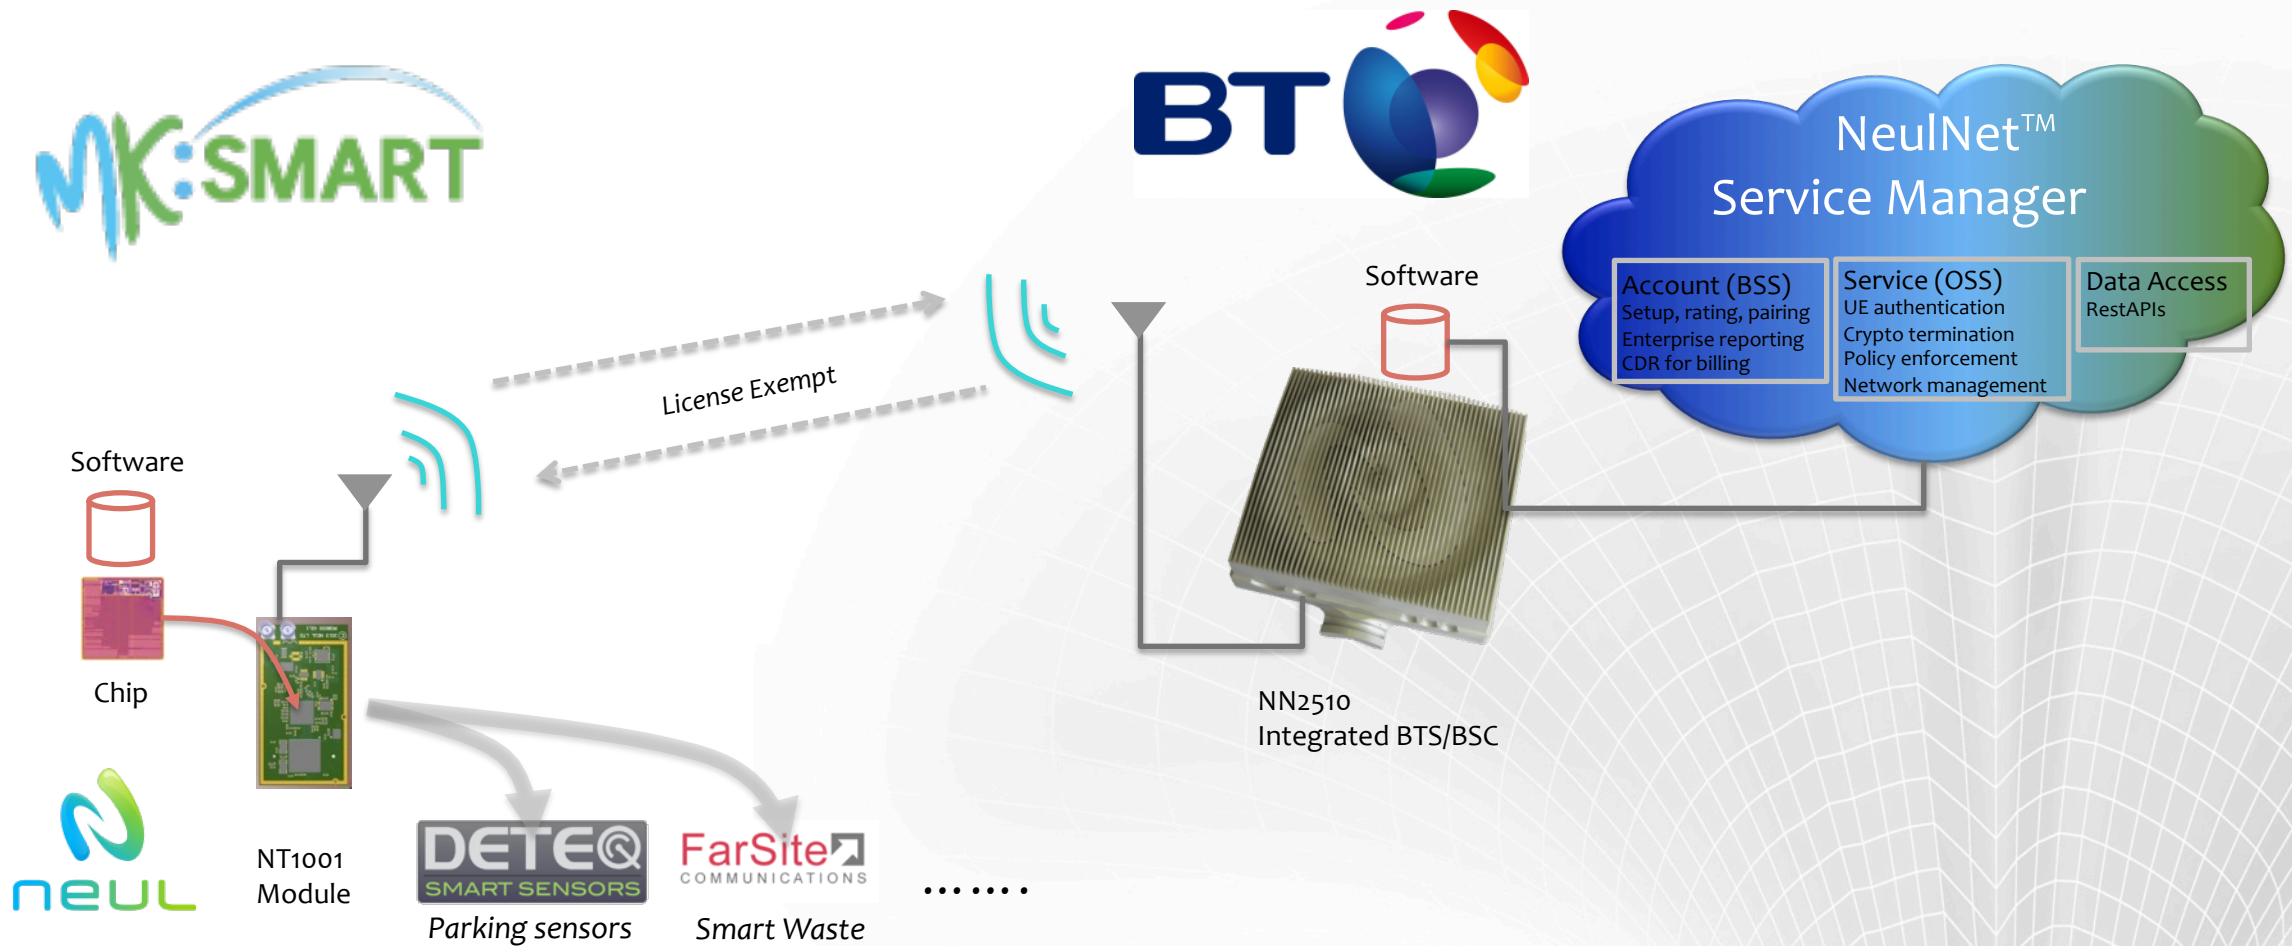 MK:SMART
BT
NeulNet™
Service Manager
Account (BSS)
Setup, rating, pairing
Enterprise reporting
CDR for billing
Service (OSS)
UE authentication
Crypto termination
Policy enforcement
Network management
Data Access
RestAPIs
Software
License Exempt
Software
Chip
NT1001
Module
NN2510
Integrated BTS/BSC
neul
DETEQ
SMART SENSORS
Parking sensors
FarSite
COMMUNICATIONS
Smart Waste
.......